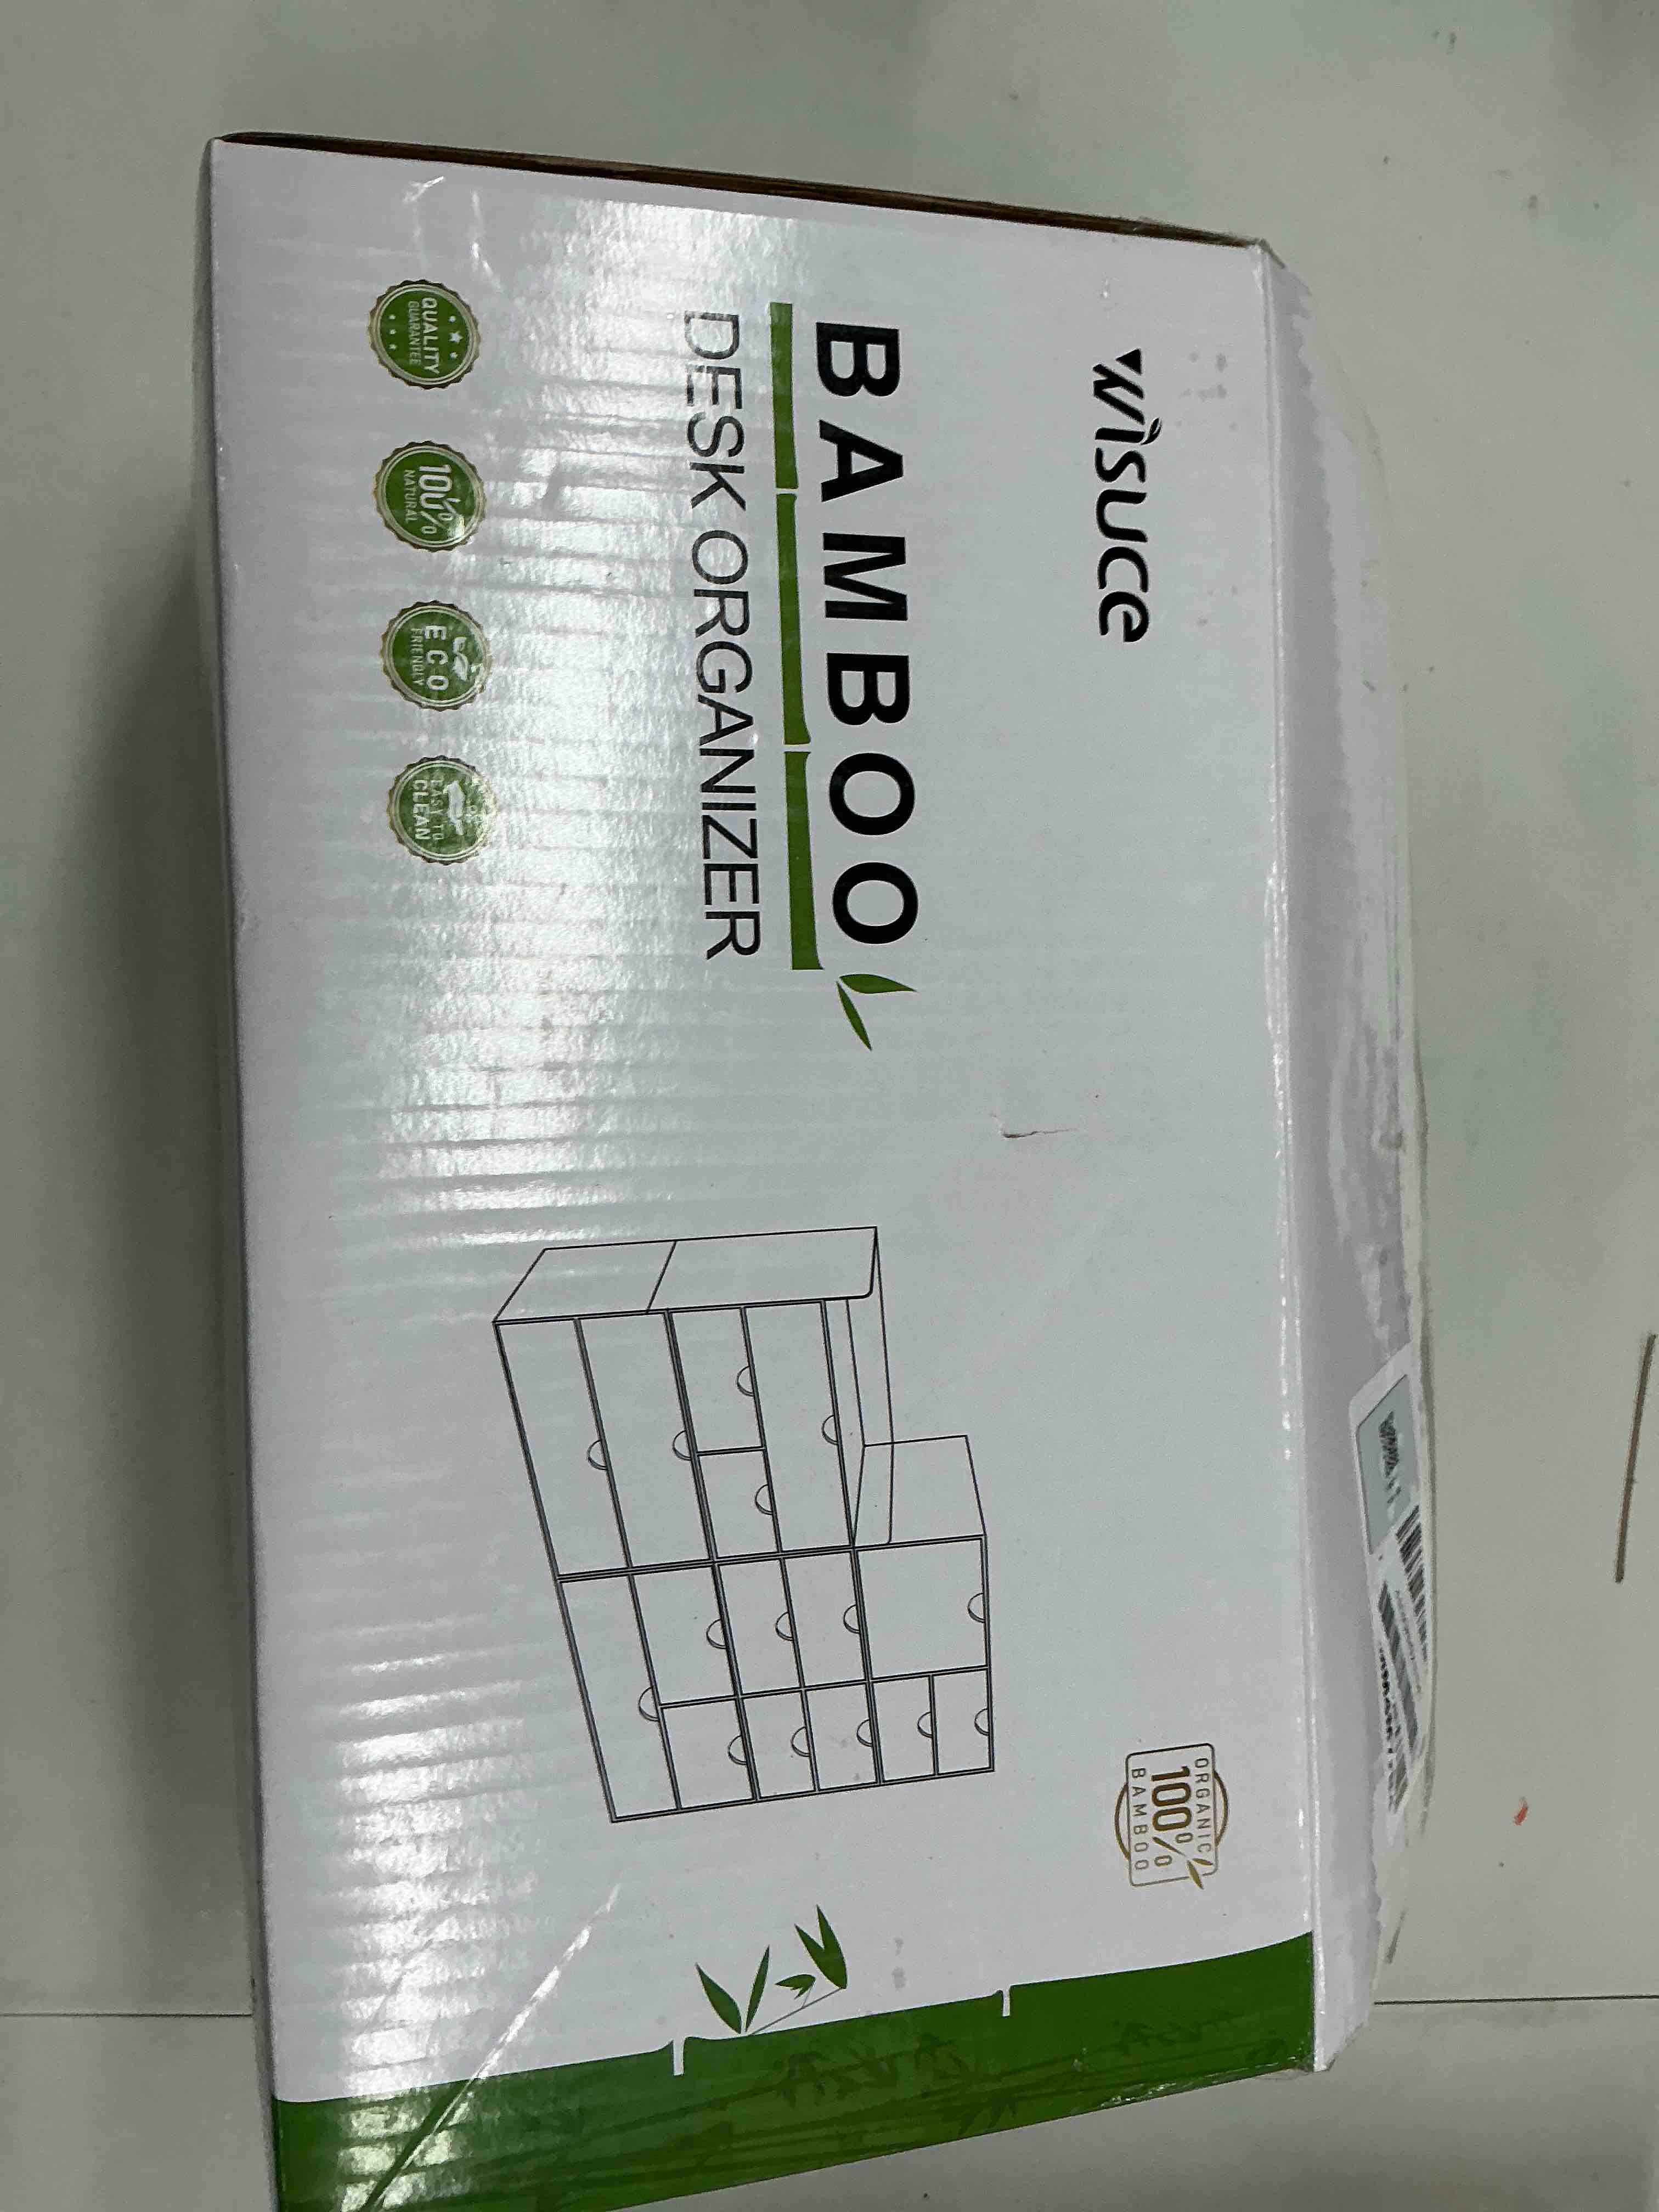 wisuce
BAMBOO
DESK ORGANIZER
QUALITY
GUARANTEE
100%
NATURAL
ECO
FRIENDLY
EASY TO
CLEAN
ORGANIC
100%
BAMBOO